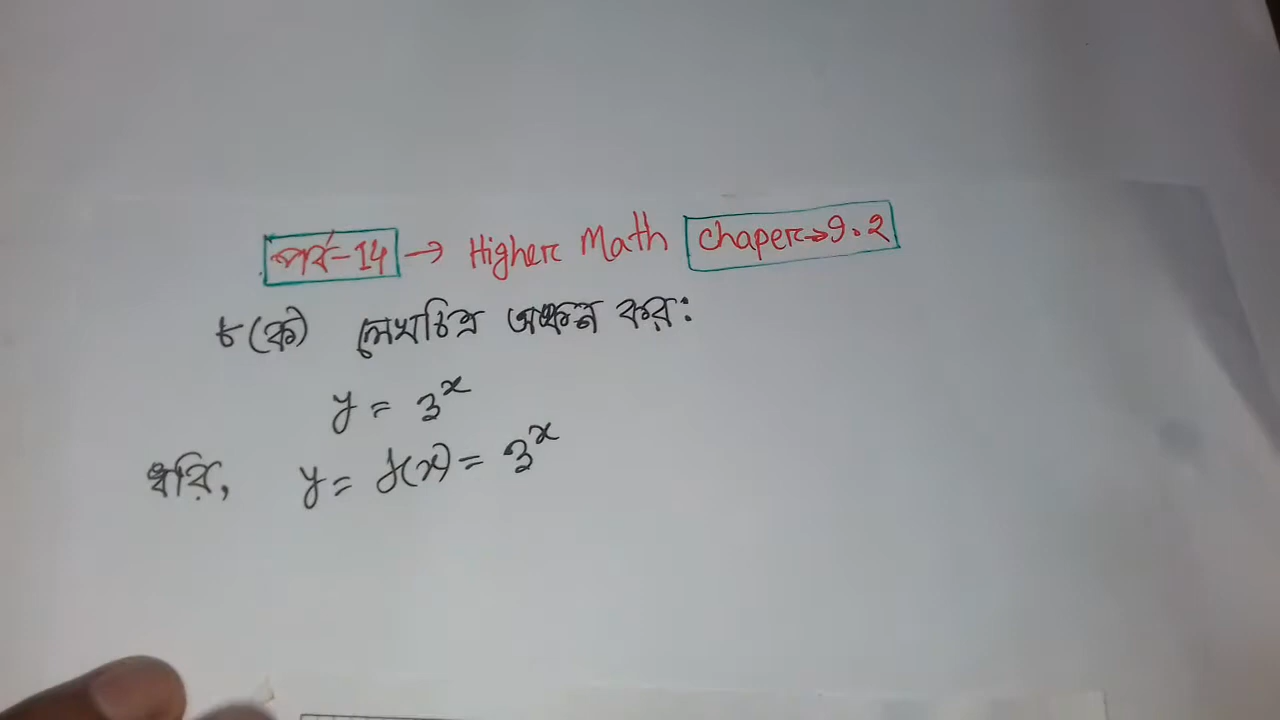 পর্ব-14 → Higher Math Chaper→9.2
৮(ক) লেখচিত্র অঙ্কন কর:
y = 3^x
ধরি, y = f(x) = 3^x